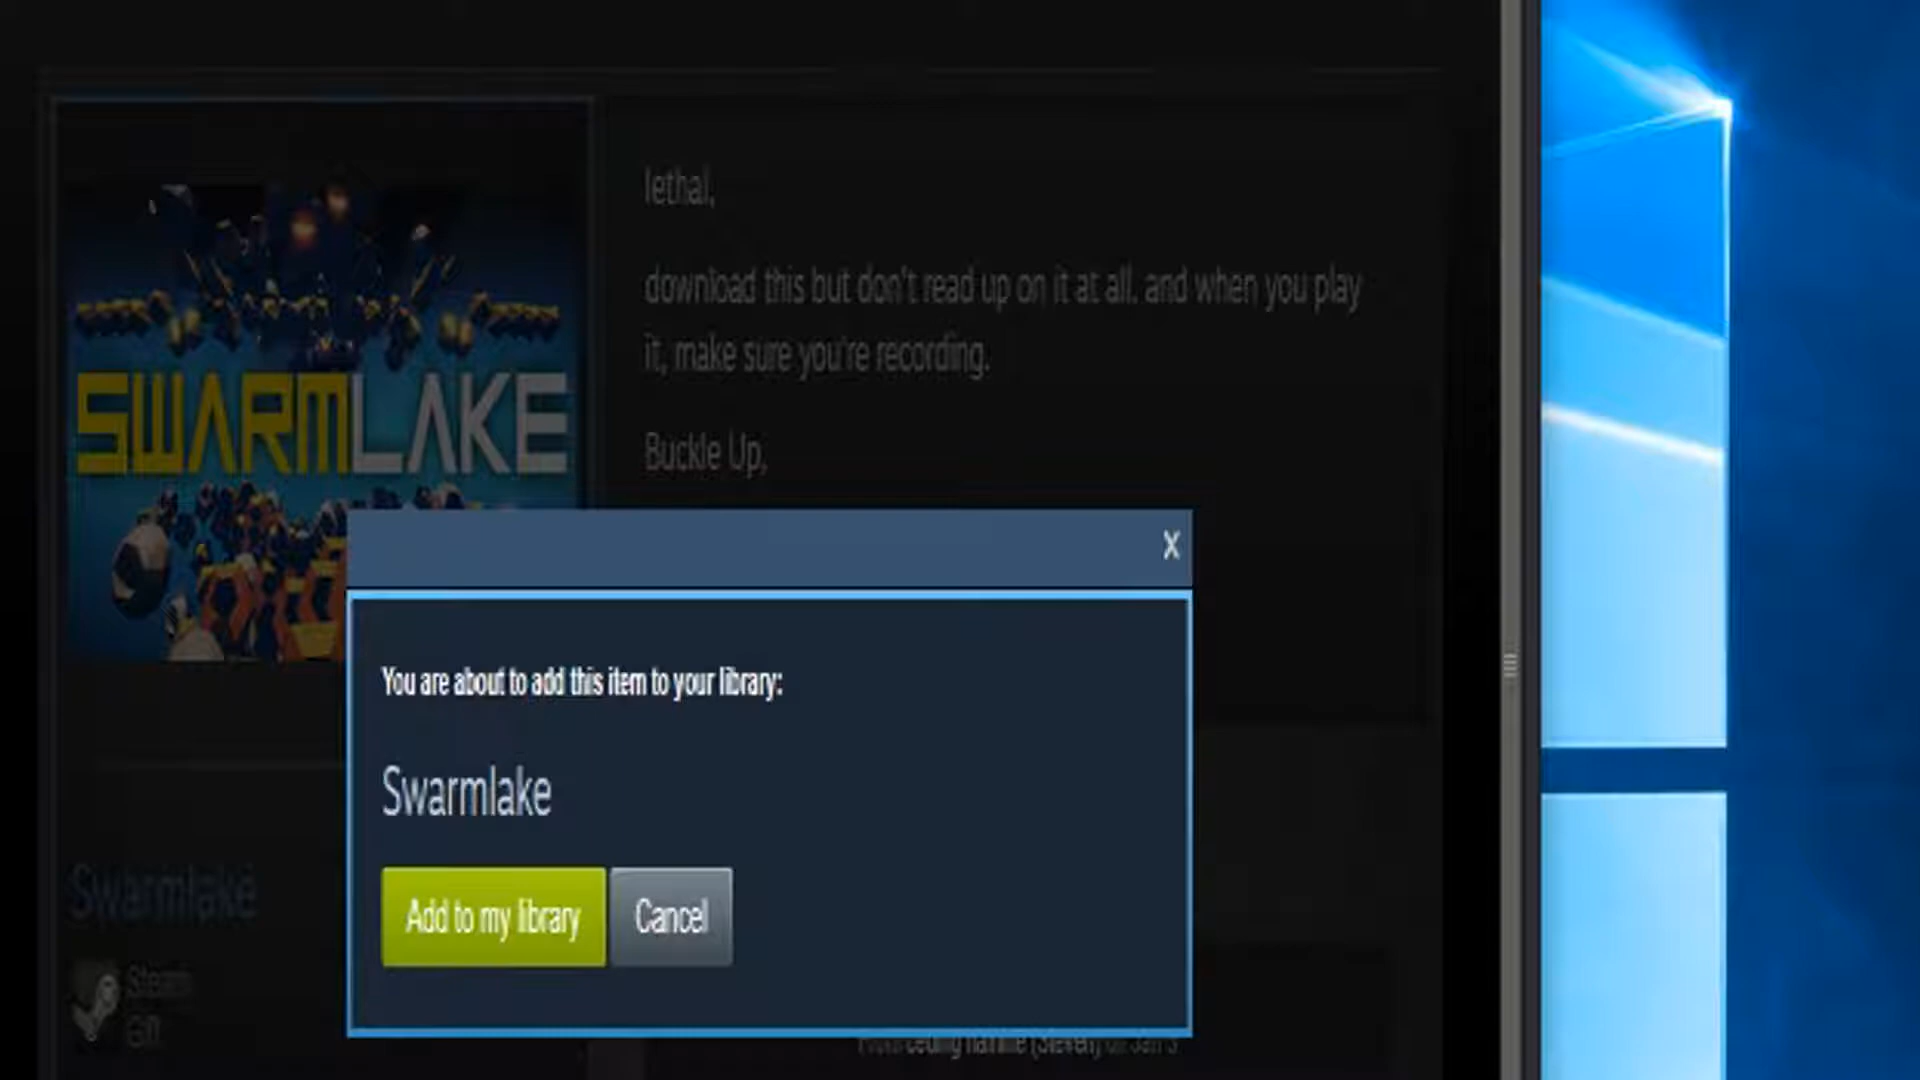 lethal,
download this but don't read up on it at all. and when you play
it, make sure you're recording.
Buckle Up,
SWARMLAKE
X
You are about to add this item to your library:
Swarmlake
Add to my library
Cancel
Swarmlake
Steam
Gift